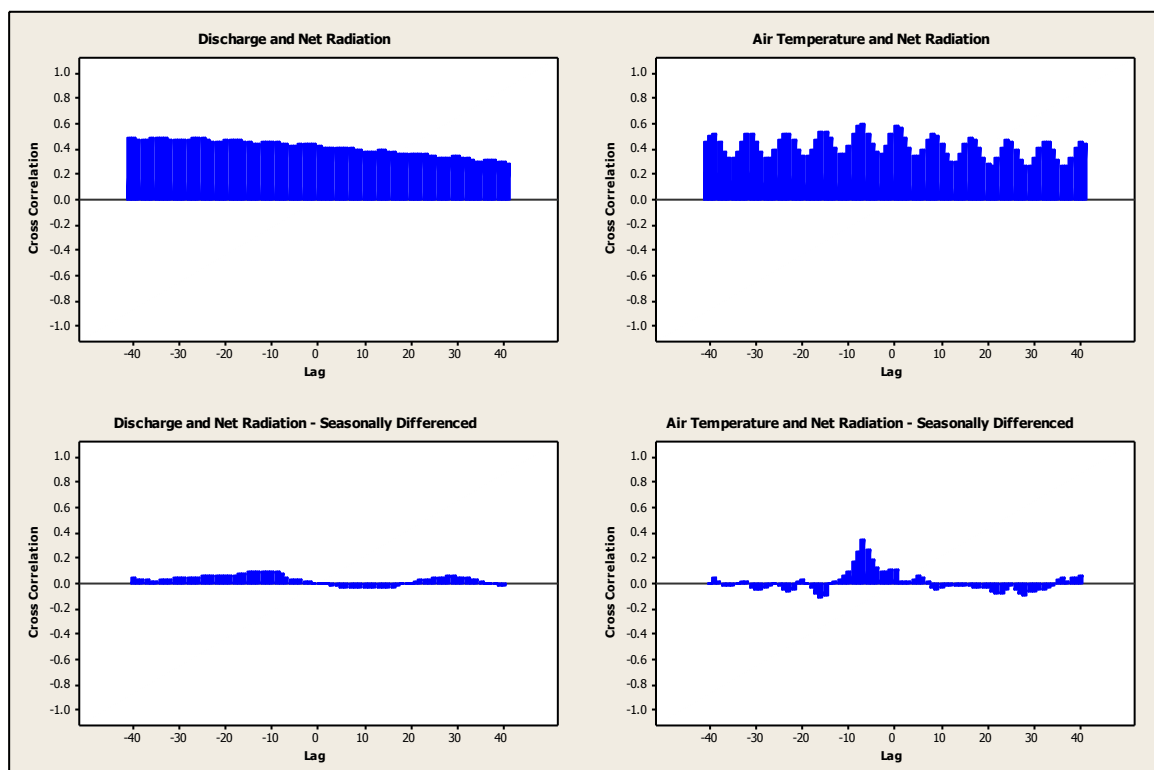 Discharge and Net Radiation
Cross Correlation
1.0
0.8
0.6
0.4
0.2
0.0
-0.2
-0.4
-0.6
-0.8
-1.0
-40 -30 -20 -10 0 10 20 30 40
Lag
Air Temperature and Net Radiation
Cross Correlation
1.0
0.8
0.6
0.4
0.2
0.0
-0.2
-0.4
-0.6
-0.8
-1.0
-40 -30 -20 -10 0 10 20 30 40
Lag
Discharge and Net Radiation - Seasonally Differenced
Cross Correlation
1.0
0.8
0.6
0.4
0.2
0.0
-0.2
-0.4
-0.6
-0.8
-1.0
-40 -30 -20 -10 0 10 20 30 40
Lag
Air Temperature and Net Radiation - Seasonally Differenced
Cross Correlation
1.0
0.8
0.6
0.4
0.2
0.0
-0.2
-0.4
-0.6
-0.8
-1.0
-40 -30 -20 -10 0 10 20 30 40
Lag